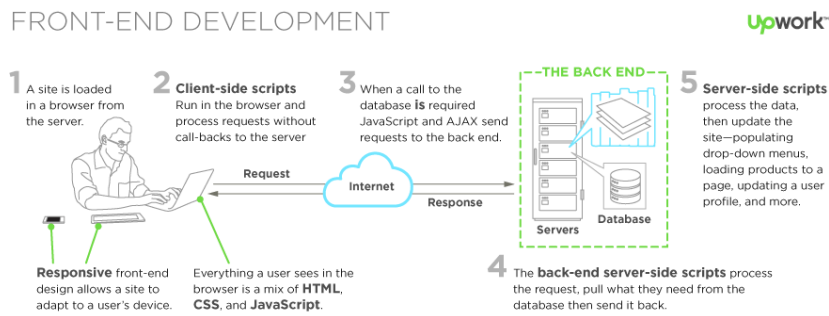 FRONT-END DEVELOPMENT
upwork™
1
A site is loaded
in a browser from
the server.
2
Client-side scripts
Run in the browser and
process requests without
call-backs to the server
3
When a call to the
database is required
JavaScript and AJAX send
requests to the back end.
THE BACK END
5
Server-side scripts
process the data,
then update the
site—populating
drop-down menus,
loading products to a
page, updating a user
profile, and more.
Request
Internet
Response
Servers
Database
Responsive front-end
design allows a site to
adapt to a user's device.
Everything a user sees in the
browser is a mix of HTML,
CSS, and JavaScript.
4
The back-end server-side scripts process
the request, pull what they need from the
database then send it back.